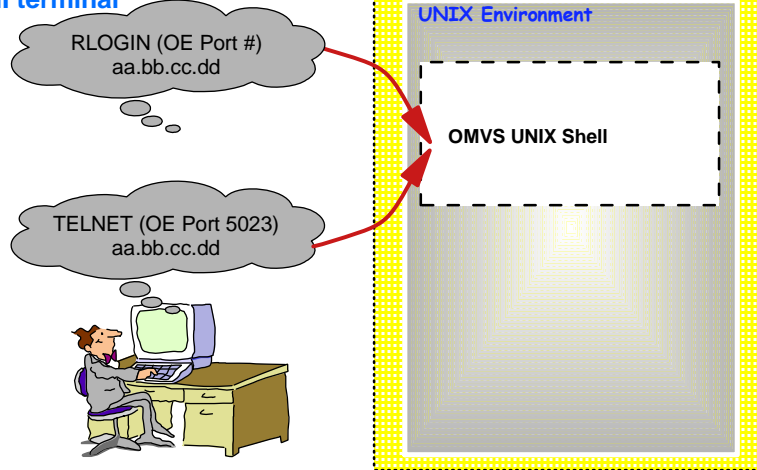 terminal
UNIX Environment
RLOGIN (OE Port #)
aa.bb.cc.dd
OMVS UNIX Shell
TELNET (OE Port 5023)
aa.bb.cc.dd